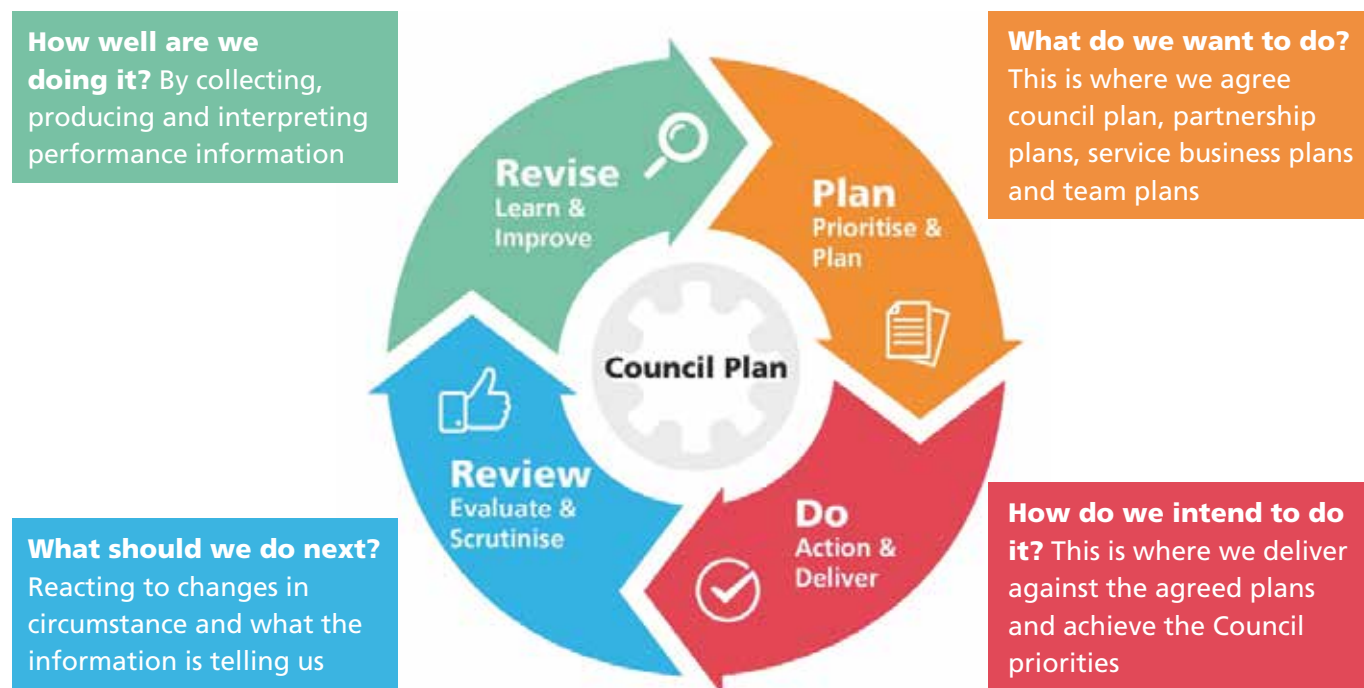 How well are we
doing it? By collecting,
producing and interpreting
performance information
What do we want to do?
This is where we agree
council plan, partnership
plans, service business plans
and team plans
Revise
Learn &
Improve
Plan
Prioritise &
Plan
Council Plan
Review
Evaluate &
Scrutinise
Do
Action &
Deliver
What should we do next?
Reacting to changes in
circumstance and what the
information is telling us
How do we intend to do
it? This is where we deliver
against the agreed plans
and achieve the Council
priorities